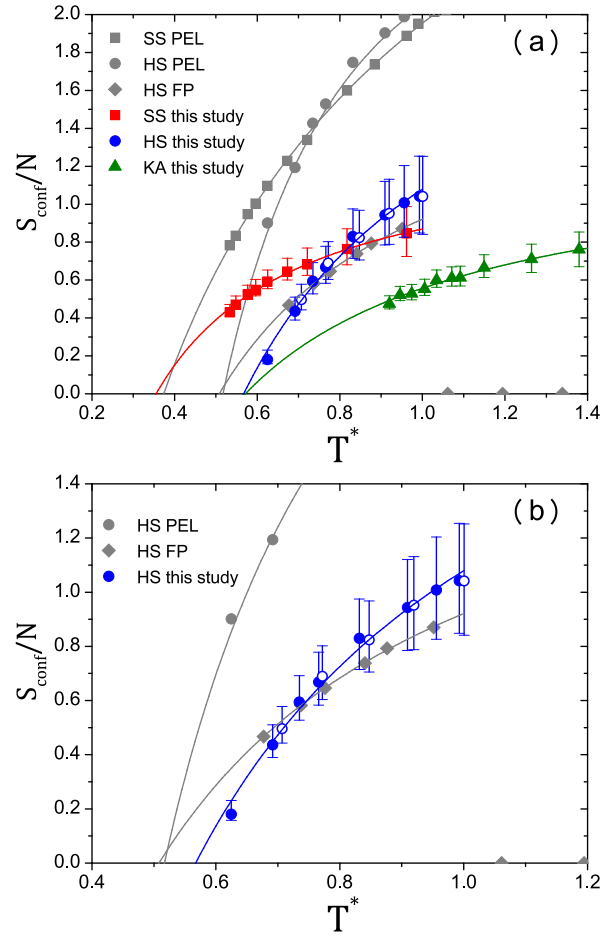 2.0
1.8
1.6
1.4
1.2
1.0
0.8
0.6
0.4
0.2
0.0
S_conf/N
(a)
SS PEL
HS PEL
HS FP
SS this study
HS this study
KA this study
0.2 0.4 0.6 0.8 1.0 1.2 1.4
T*
1.4
1.2
1.0
0.8
0.6
0.4
0.2
0.0
S_conf/N
(b)
HS PEL
HS FP
HS this study
0.4 0.6 0.8 1.0 1.2
T*